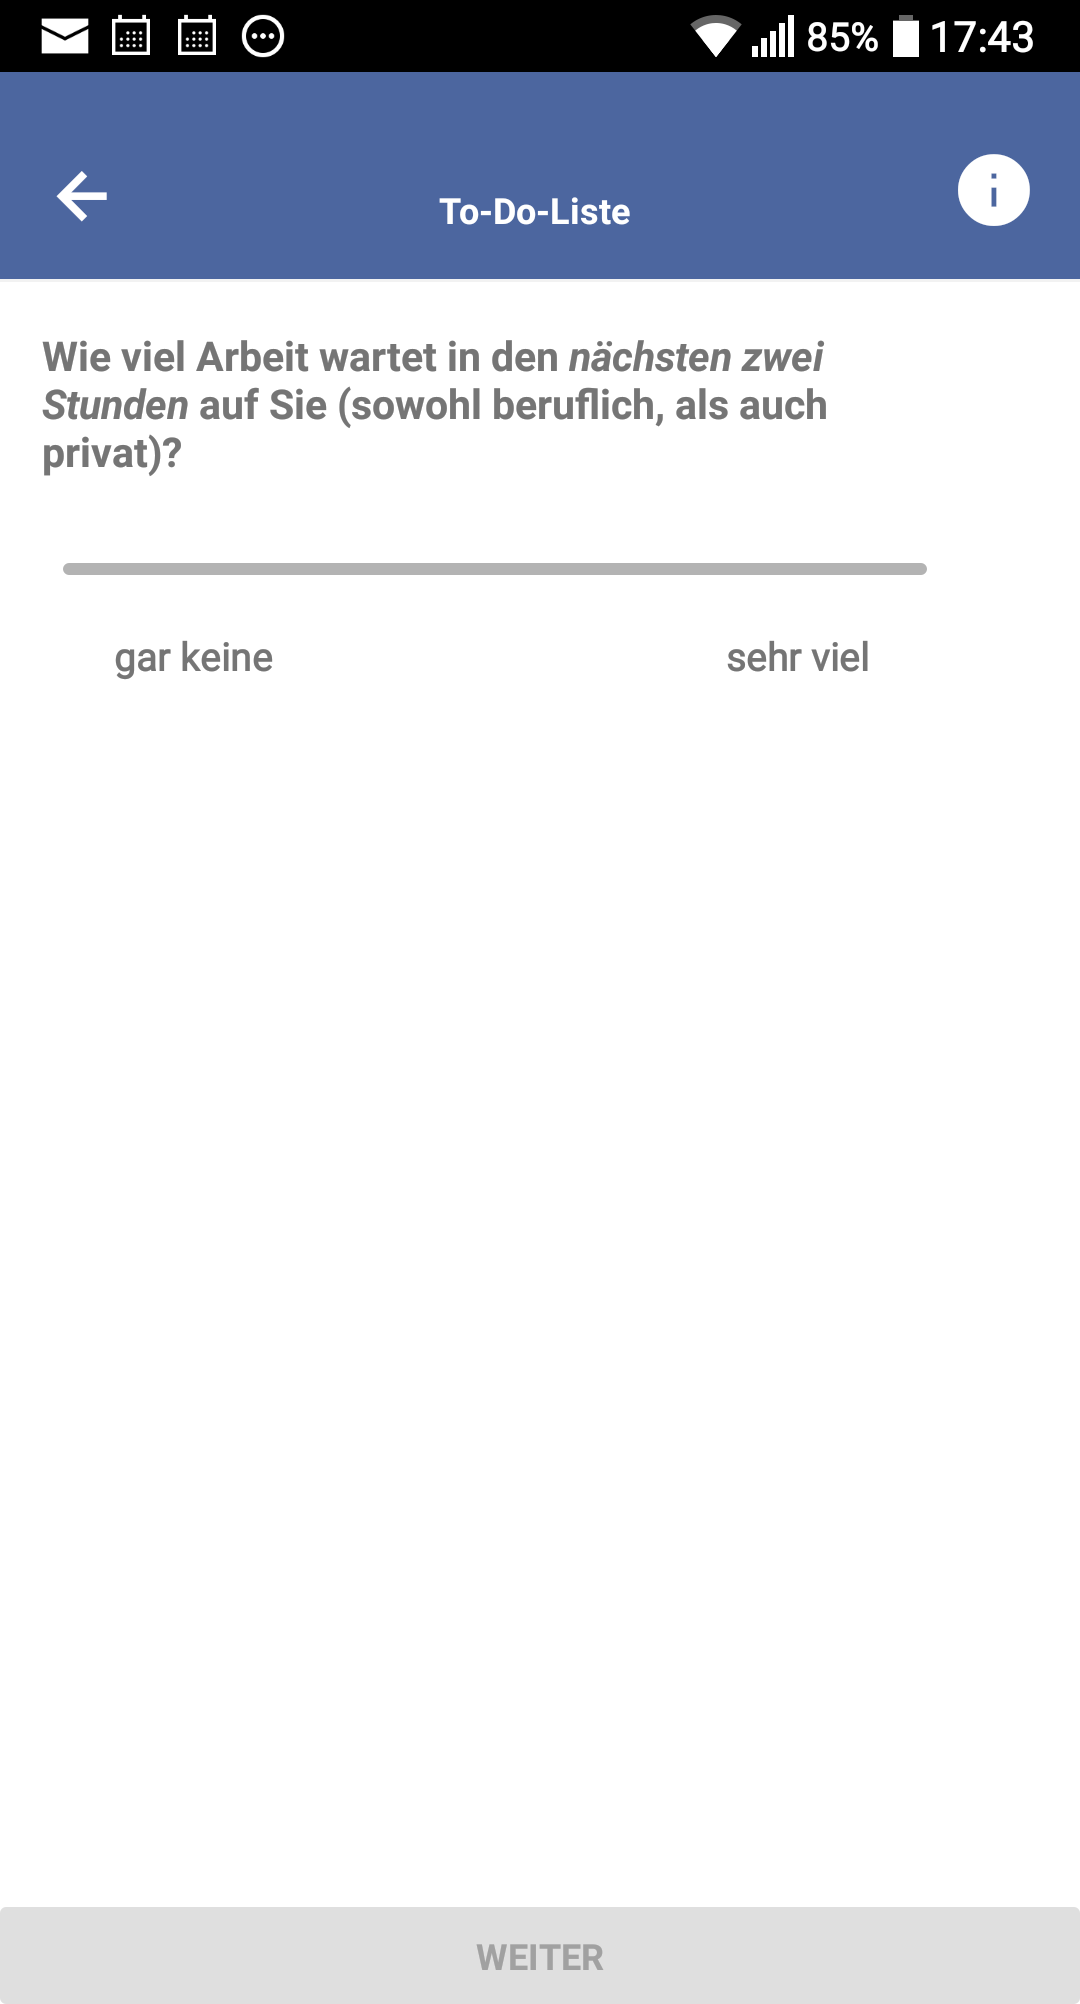 85% 17:43
To-Do-Liste
Wie viel Arbeit wartet in den nächsten zwei
Stunden auf Sie (sowohl beruflich, als auch
privat)?
gar keine sehr viel
WEITER